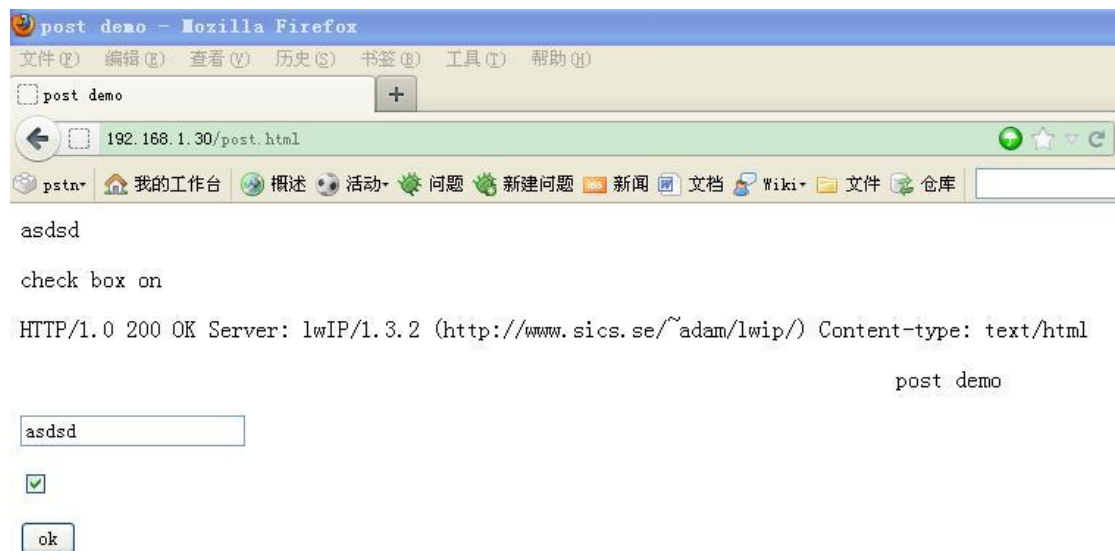 post demo - Mozilla Firefox
文件(F) 编辑(E) 查看(V) 历史(S) 书签(B) 工具(T) 帮助(H)
post demo
192.168.1.30/post.html
pstn 我的工作台 概述 活动 问题 新建问题 新闻 文档 Wiki 文件 仓库
asdsd
check box on
HTTP/1.0 200 OK Server: lwIP/1.3.2 (http://www.sics.se/~adam/lwip/) Content-type: text/html
post demo
asdsd
ok